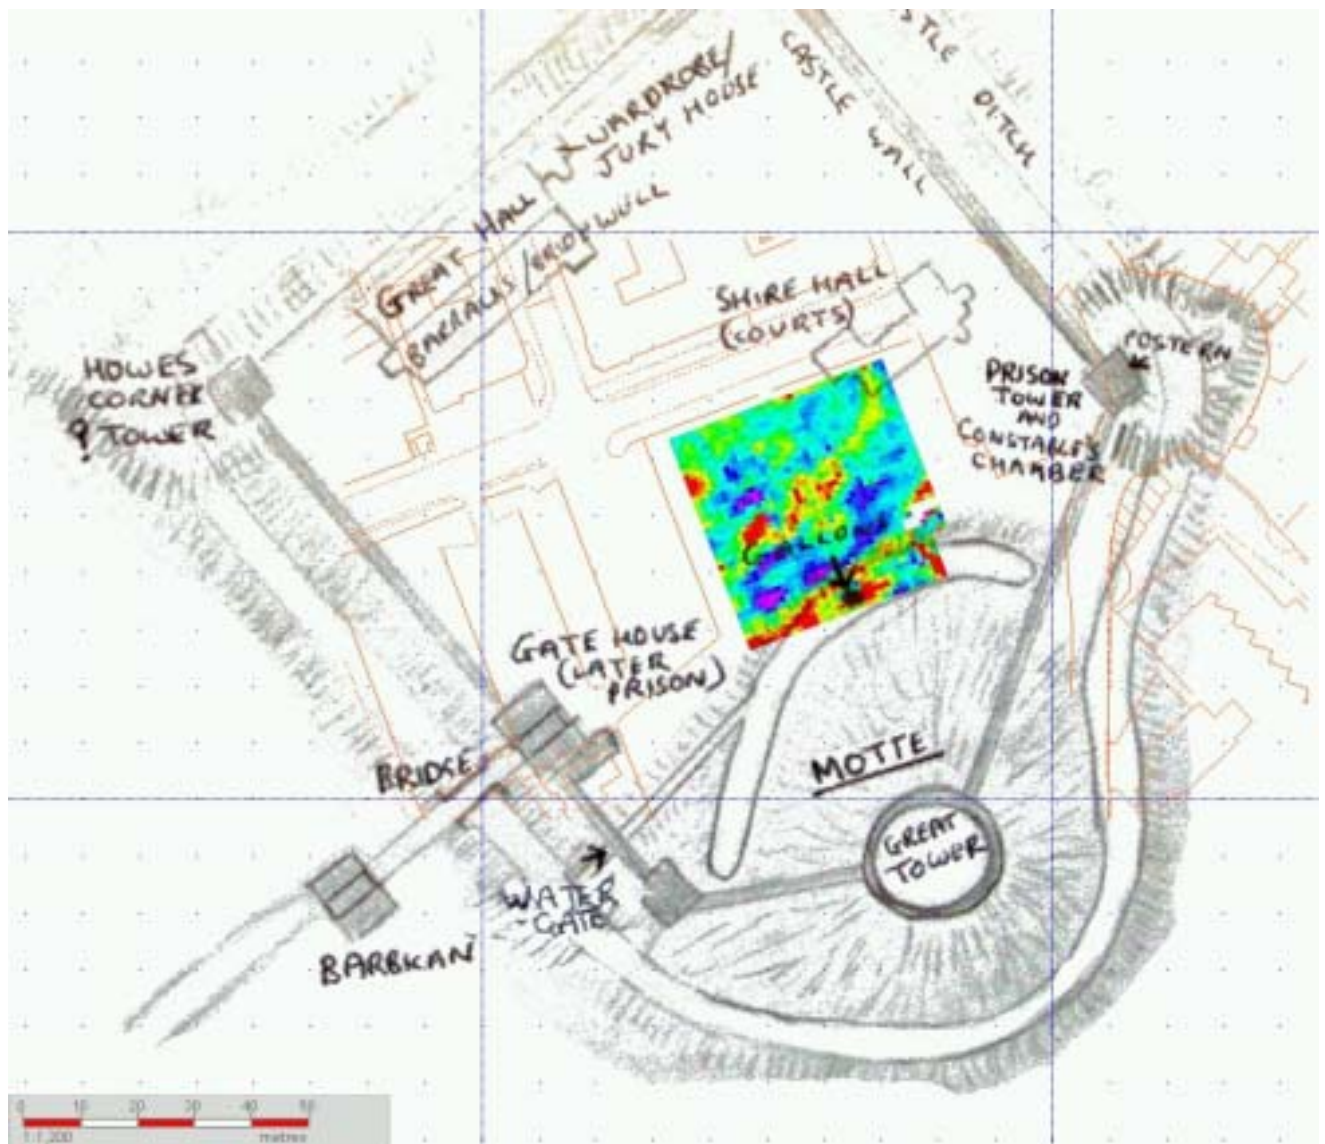 WARDROBE/
JURY HOUSE
CASTLE WALL
STLE DITCH
GREAT HALL
BARRACKS /
SHIRE HALL
(COURTS)
HOWES
CORNER
? TOWER
POSTERN
PRISON
TOWER
AND
CONSTABLE'S
CHAMBER
GALLOWS
GATE HOUSE
(LATER
PRISON)
BRIDGE
MOTTE
GREAT
TOWER
WATER
-GATE
BARBICAN
0 10 20 30 40 50
1:1,200 metres